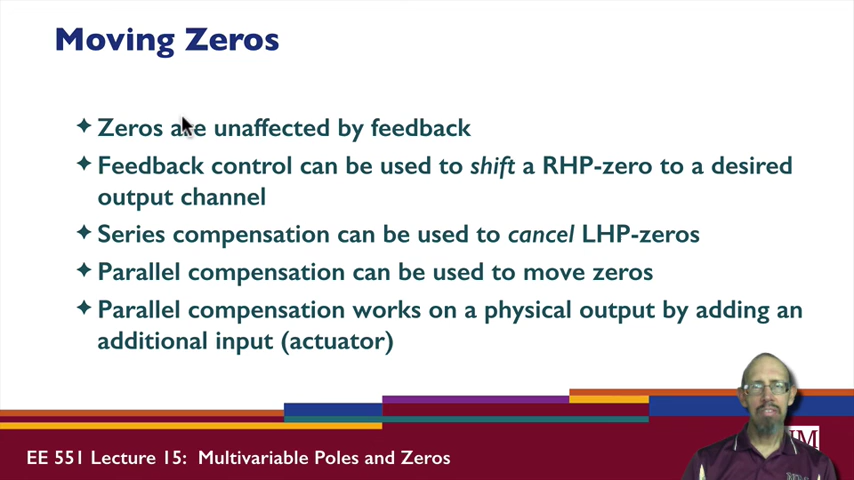 Moving Zeros
✦ Zeros are unaffected by feedback
✦ Feedback control can be used to shift a RHP-zero to a desired
output channel
✦ Series compensation can be used to cancel LHP-zeros
✦ Parallel compensation can be used to move zeros
✦ Parallel compensation works on a physical output by adding an
additional input (actuator)
EE 551 Lecture 15: Multivariable Poles and Zeros